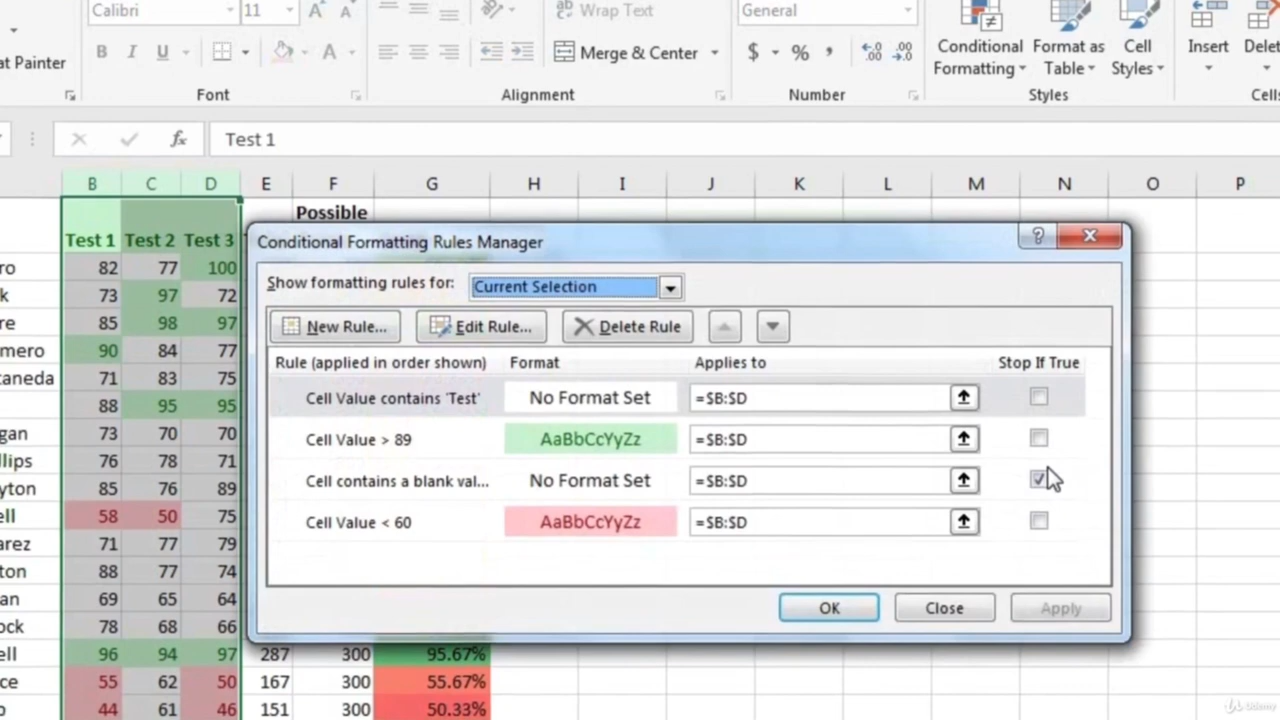 Calibri 11 A A Wrap Text General
B I U A Merge & Center $ % , Conditional Formatting Format as Table Cell Styles Insert
at Painter
Font Alignment Number Styles
fx Test 1
B C D E F G H I J K L M N O P
Possible
Test 1 Test 2 Test 3
ro 82 77 100
k 73 97 72
re 85 98 97
mero 90 84 77
taneda 71 83 75
88 95 95
gan 73 70 70
llips 76 78 71
yton 85 76 89
ell 58 50 75
arez 71 77 79
ton 88 77 74
an 69 65 64
ock 78 68 66
ell 96 94 97 287 300 95.67%
ce 55 62 50 167 300 55.67%
o 44 61 46 151 300 50.33%
Conditional Formatting Rules Manager ?
Show formatting rules for: Current Selection
New Rule... Edit Rule... Delete Rule
Rule (applied in order shown) Format Applies to Stop If True
Cell Value contains 'Test' No Format Set =$B:$D
Cell Value > 89 AaBbCcYyZz =$B:$D
Cell contains a blank val... No Format Set =$B:$D
Cell Value < 60 AaBbCcYyZz =$B:$D
OK Close Apply
Udemy